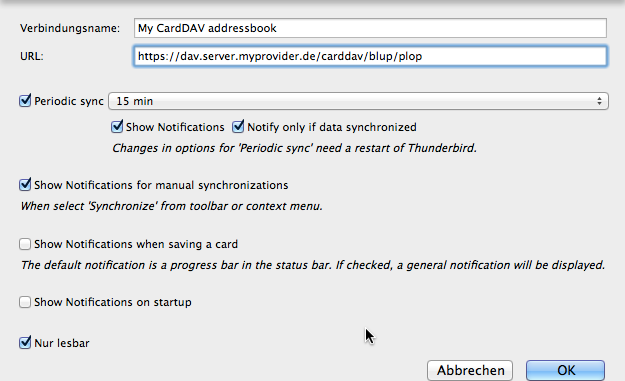 Verbindungsname: My CardDAV addressbook
URL: https://dav.server.myprovider.de/carddav/blup/plop
Periodic sync 15 min
Show Notifications Notify only if data synchronized
Changes in options for 'Periodic sync' need a restart of Thunderbird.
Show Notifications for manual synchronizations
When select 'Synchronize' from toolbar or context menu.
Show Notifications when saving a card
The default notification is a progress bar in the status bar. If checked, a general notification will be displayed.
Show Notifications on startup
Nur lesbar
Abbrechen OK